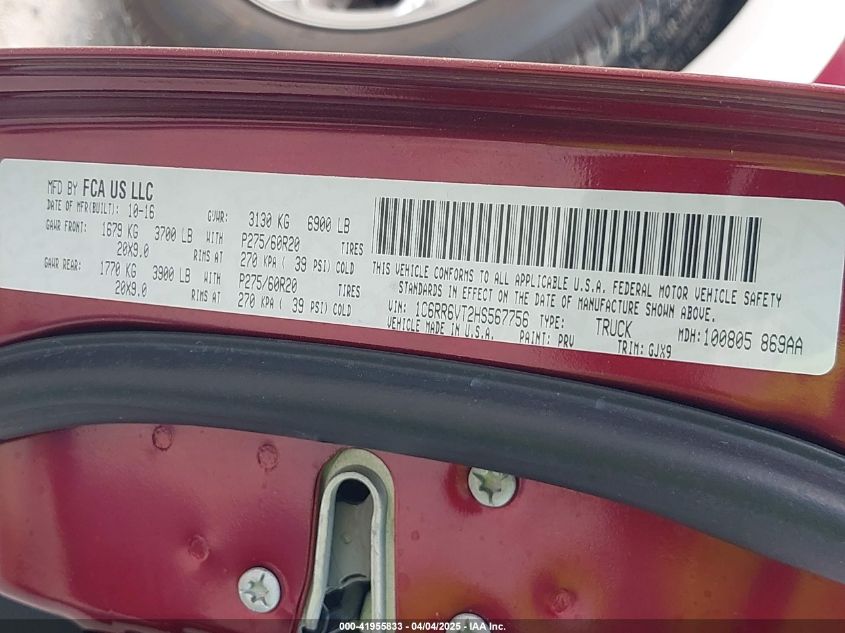 MFD BY FCA US LLC
DATE OF MFR(BUILT): 10-16 GVWR: 3130 KG 6900 LB
GAWR FRONT: 1679 KG 3700 LB WITH P275/60R20 TIRES
20X9.0 RIMS AT 270 KPA ( 39 PSI) COLD
GAWR REAR: 1770 KG 3900 LB WITH P275/60R20 TIRES
20X9.0 RIMS AT 270 KPA ( 39 PSI) COLD
THIS VEHICLE CONFORMS TO ALL APPLICABLE U.S.A. FEDERAL MOTOR VEHICLE SAFETY
STANDARDS IN EFFECT ON THE DATE OF MANUFACTURE SHOWN ABOVE.
VIN: 1C6RR6VT2HS567756 TYPE: TRUCK MDH: 100805 869AA
VEHICLE MADE IN U.S.A. PAINT: PRV TRIM: GJX9
000-41955833 - 04/04/2025 - IAA Inc.